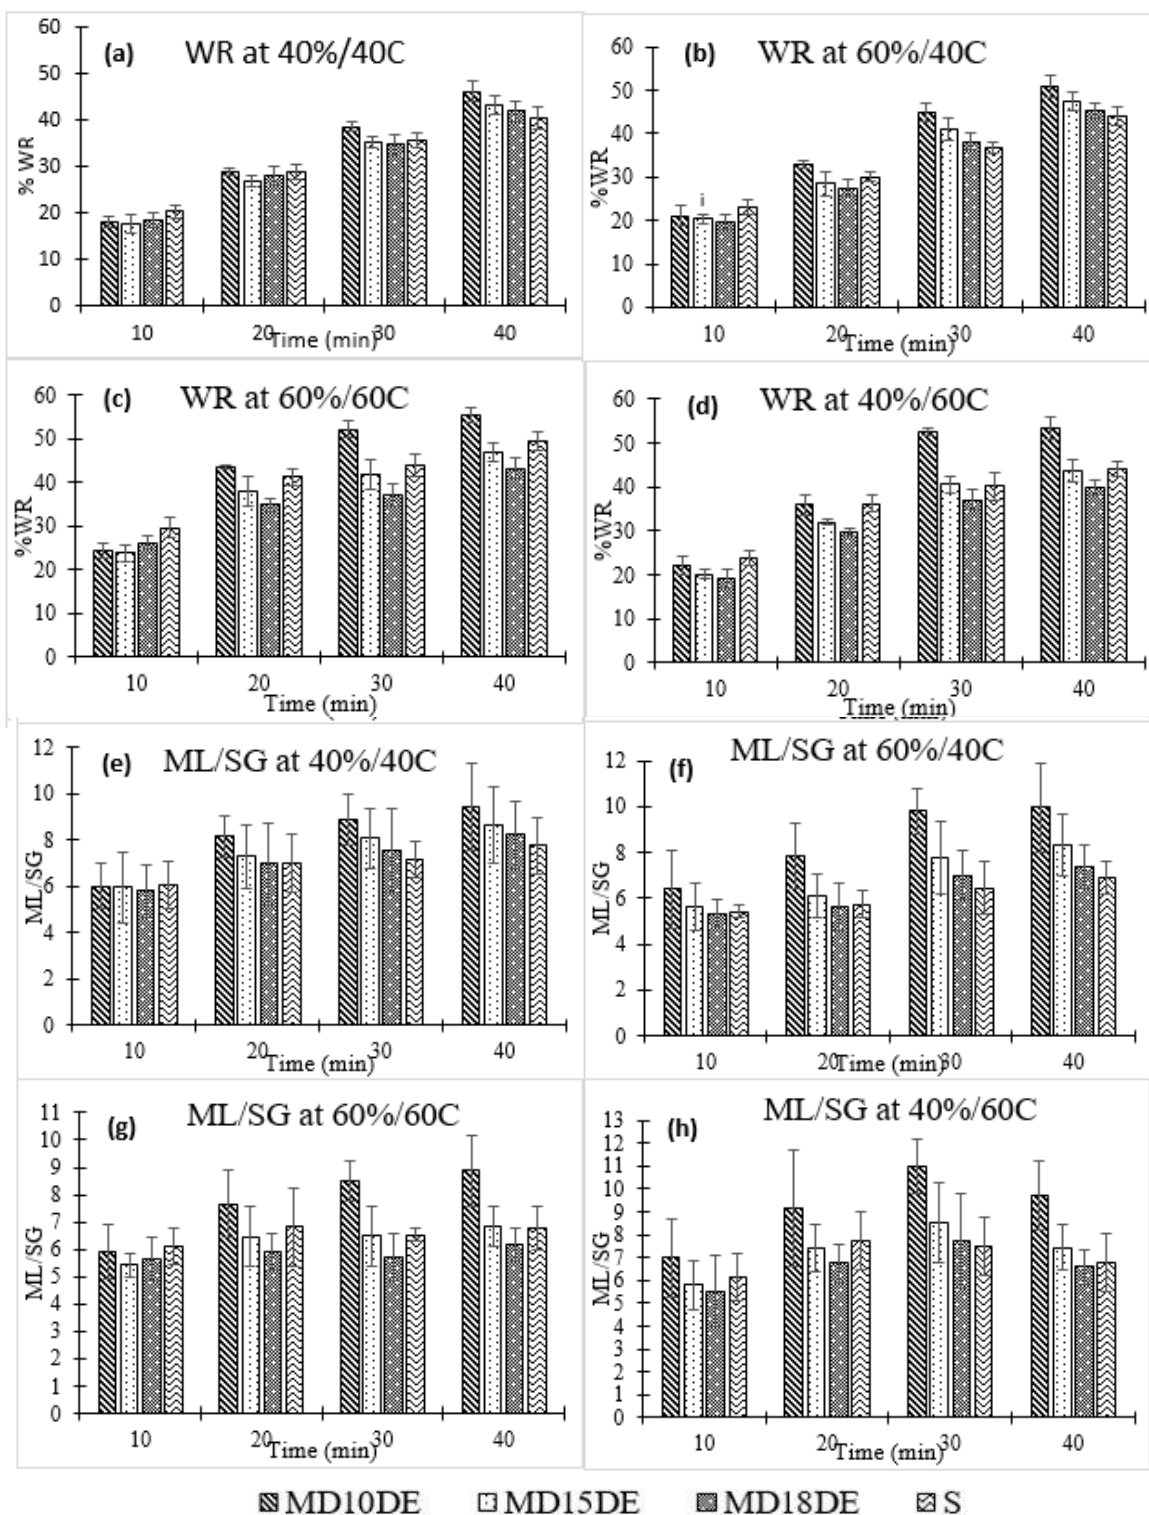 (a) WR at 40%/40C
60
50
40
30
20
10
0
% WR
10 20 30 40
Time (min)
(b) WR at 60%/40C
60
50
40
30
20
10
0
%WR
i
10 20 30 40
Time (min)
(c) WR at 60%/60C
60
50
40
30
20
10
0
%WR
10 20 30 40
Time (min)
(d) WR at 40%/60C
60
50
40
30
20
10
0
%WR
10 20 30 40
Time (min)
(e) ML/SG at 40%/40C
12
10
8
6
4
2
0
ML/SG
10 20 30 40
Time (min)
(f) ML/SG at 60%/40C
12
10
8
6
4
2
0
ML/SG
10 20 30 40
Time (min)
(g) ML/SG at 60%/60C
11
10
9
8
7
6
5
4
3
2
1
0
ML/SG
10 20 30 40
Time (min)
(h) ML/SG at 40%/60C
13
12
11
10
9
8
7
6
5
4
3
2
1
0
ML/SG
10 20 30 40
Time (min)
MD10DE MD15DE MD18DE S